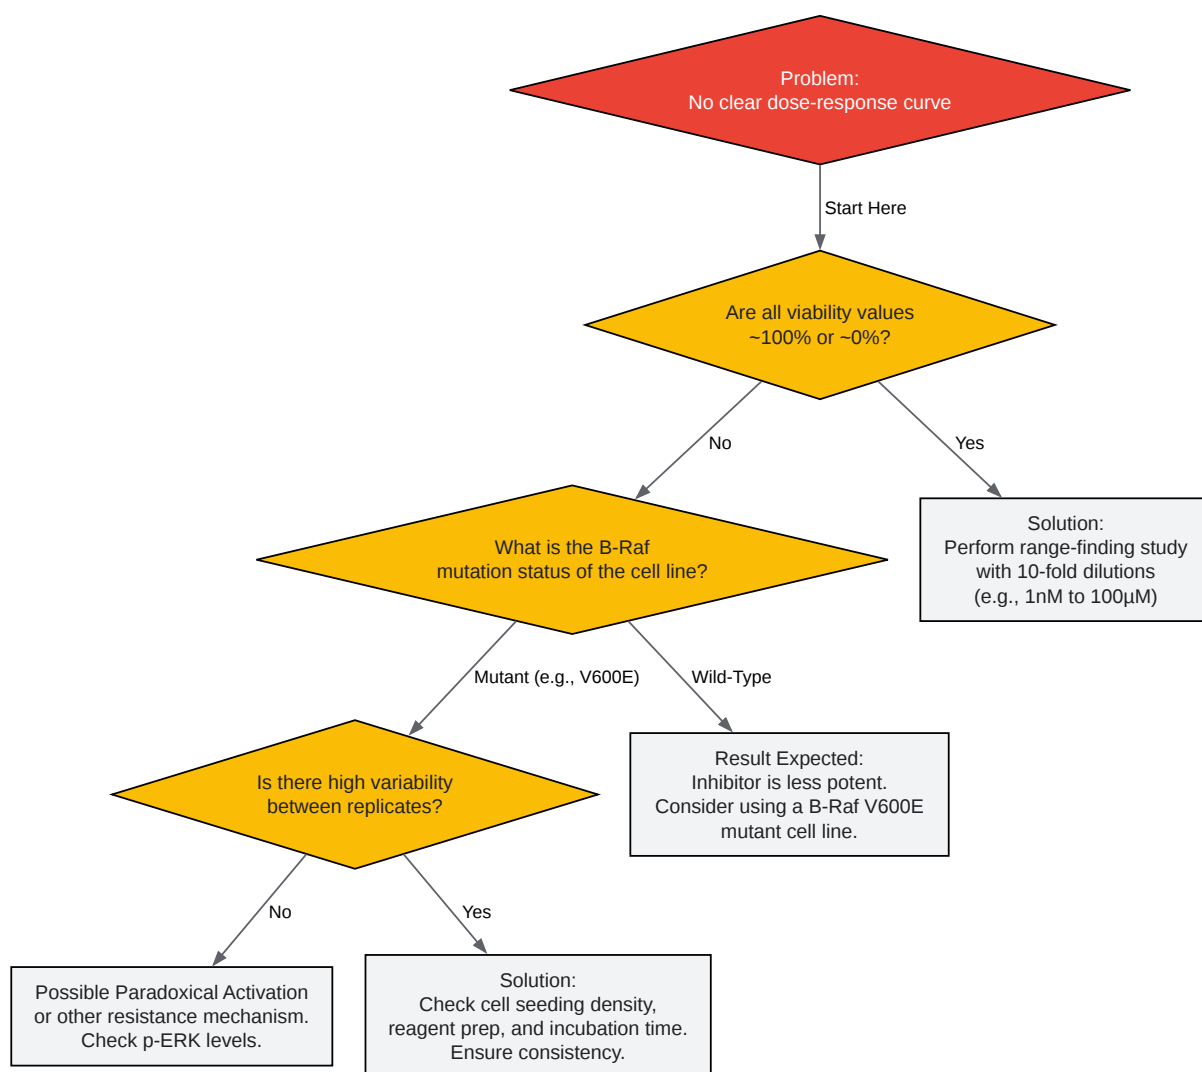 Problem:
No clear dose-response curve
Start Here
Are all viability values
~100% or ~0%?
No
Yes
What is the B-Raf
mutation status of the cell line?
Solution:
Perform range-finding study
with 10-fold dilutions
(e.g., 1nM to 100µM)
Mutant (e.g., V600E)
Wild-Type
Is there high variability
between replicates?
Result Expected:
Inhibitor is less potent.
Consider using a B-Raf V600E
mutant cell line.
No
Yes
Possible Paradoxical Activation
or other resistance mechanism.
Check p-ERK levels.
Solution:
Check cell seeding density,
reagent prep, and incubation time.
Ensure consistency.